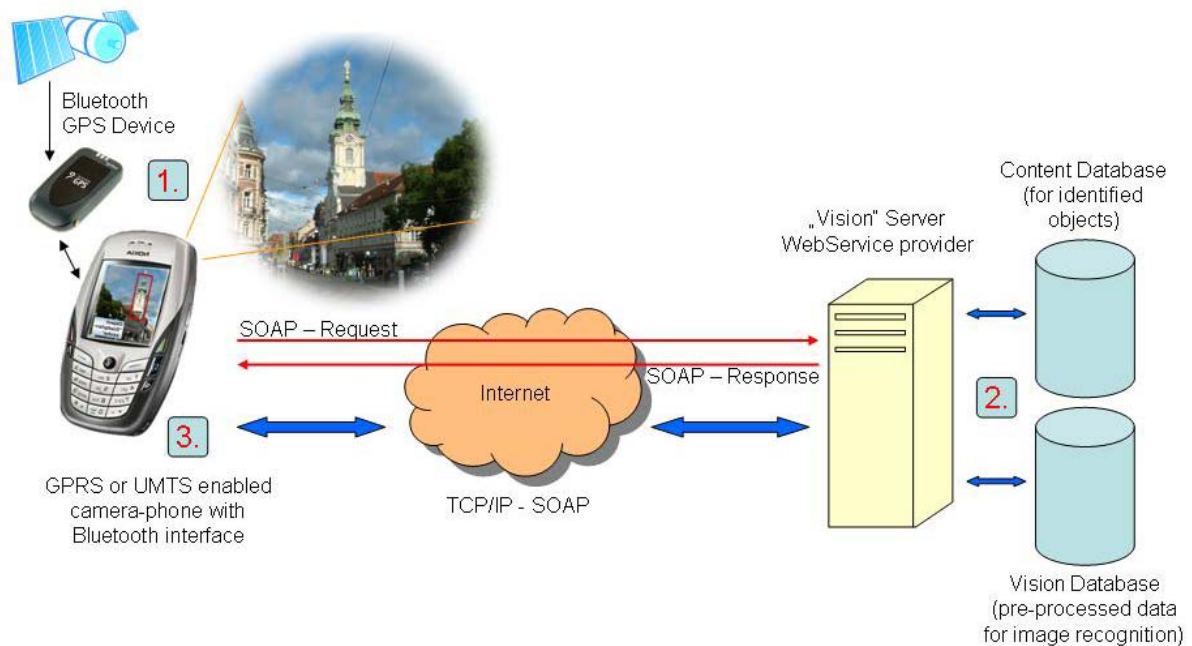 Bluetooth
GPS Device
1.
GPS
NOKIA
Content Database
(for identified
objects)
„Vision" Server
WebService provider
SOAP – Request
SOAP – Response
Internet
2.
3.
GPRS or UMTS enabled
camera-phone with
Bluetooth interface
TCP/IP - SOAP
Vision Database
(pre-processed data
for image recognition)